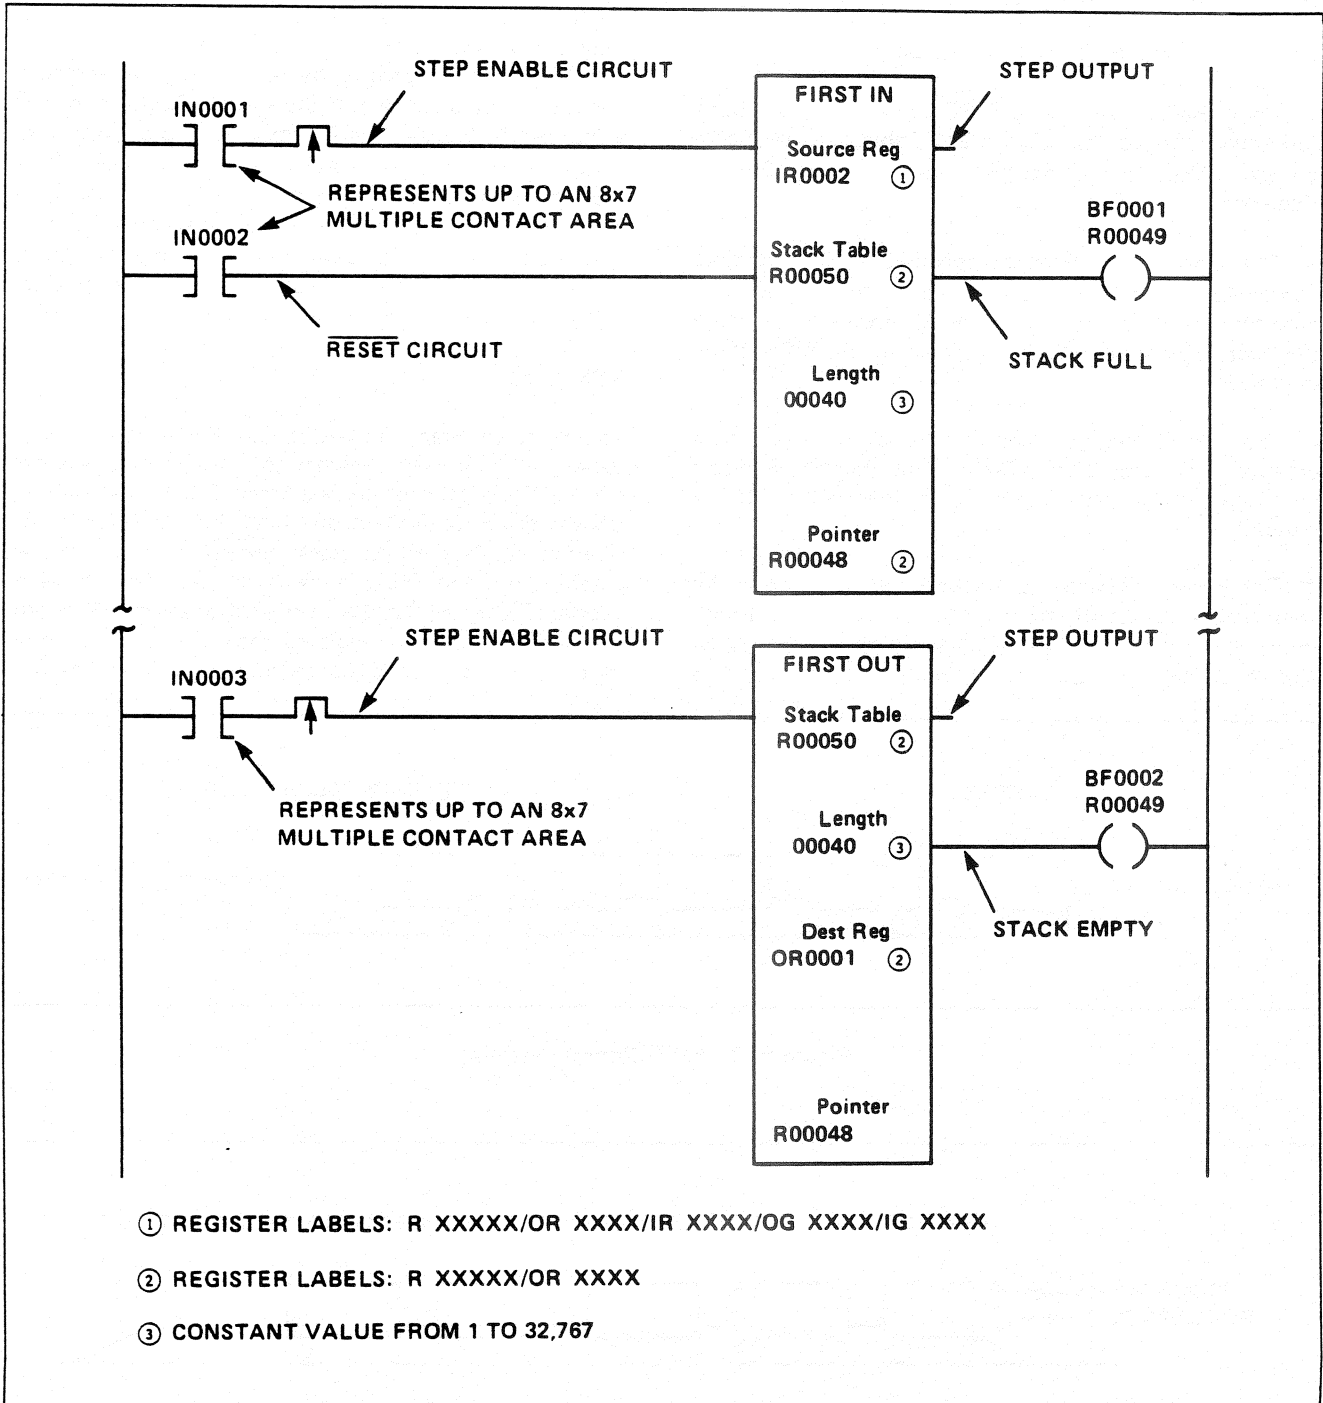 STEP ENABLE CIRCUIT
STEP OUTPUT
FIRST IN
IN0001
Source Reg
IR0002 ①
REPRESENTS UP TO AN 8x7
MULTIPLE CONTACT AREA
BF0001
R00049
IN0002
Stack Table
R00050 ②
RESET CIRCUIT
STACK FULL
Length
00040 ③
Pointer
R00048 ②
STEP ENABLE CIRCUIT
STEP OUTPUT
FIRST OUT
IN0003
Stack Table
R00050 ②
BF0002
R00049
REPRESENTS UP TO AN 8x7
MULTIPLE CONTACT AREA
Length
00040 ③
STACK EMPTY
Dest Reg
OR0001 ②
Pointer
R00048
① REGISTER LABELS: R XXXXX/OR XXXX/IR XXXX/OG XXXX/IG XXXX
② REGISTER LABELS: R XXXXX/OR XXXX
③ CONSTANT VALUE FROM 1 TO 32,767